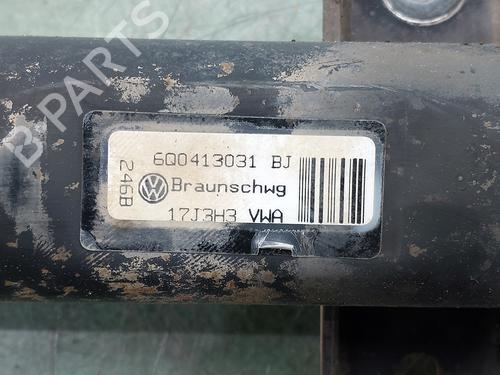 B-PARTS
6Q0413031 BJ
246B
Braunschwg
17J3H3 VWA